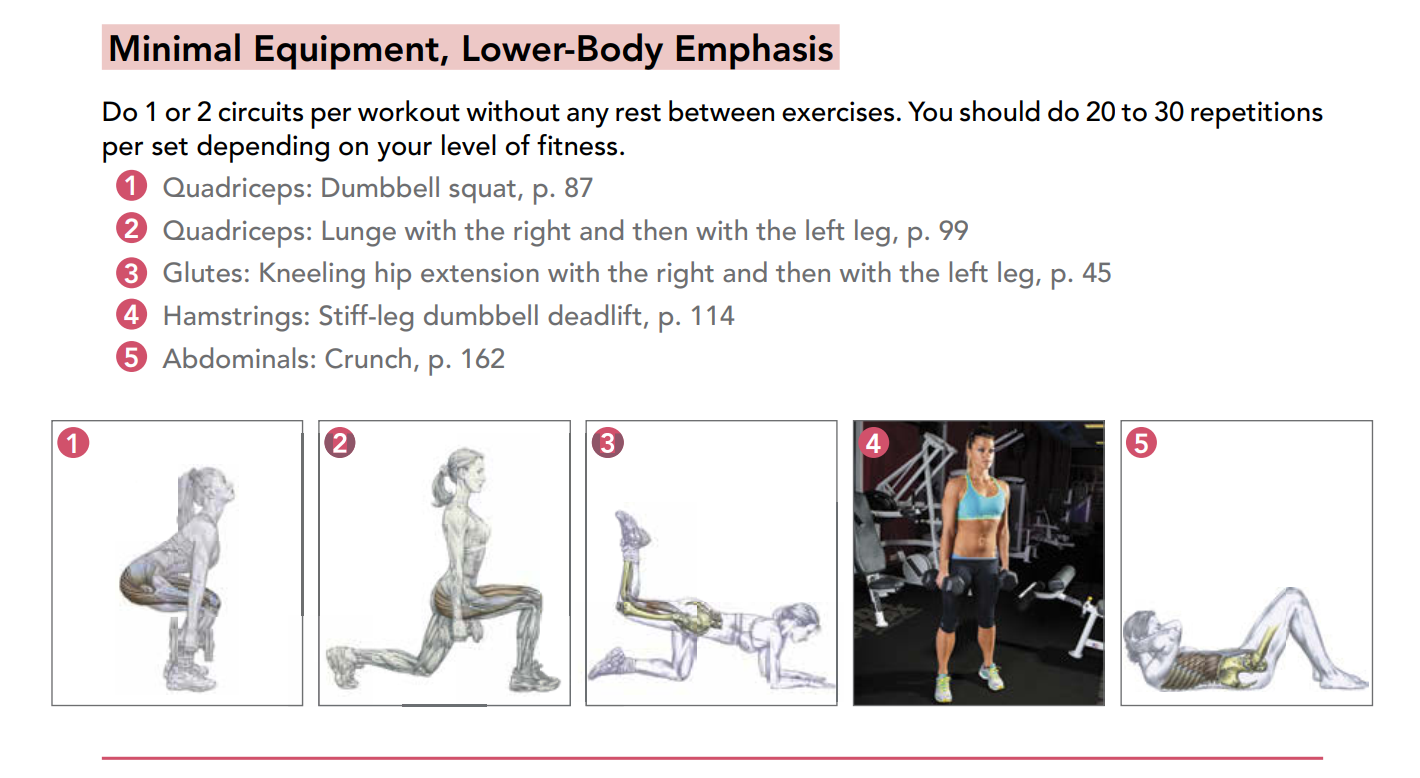 Minimal Equipment, Lower-Body Emphasis
Do 1 or 2 circuits per workout without any rest between exercises. You should do 20 to 30 repetitions
per set depending on your level of fitness.
1 Quadriceps: Dumbbell squat, p. 87
2 Quadriceps: Lunge with the right and then with the left leg, p. 99
3 Glutes: Kneeling hip extension with the right and then with the left leg, p. 45
4 Hamstrings: Stiff-leg dumbbell deadlift, p. 114
5 Abdominals: Crunch, p. 162
1 2 3 4 5